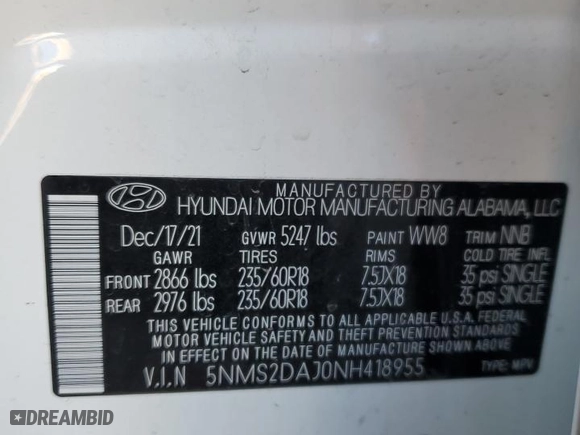 MANUFACTURED BY
HYUNDAI MOTOR MANUFACTURING ALABAMA, LLC
Dec/17/21 GVWR 5247 lbs PAINT WW8 TRIM NNB
GAWR TIRES RIMS COLD TIRE INFL
FRONT 2866 lbs 235/60R18 7.5JX18 35 psi SINGLE
REAR 2976 lbs 235/60R18 7.5JX18 35 psi SINGLE
THIS VEHICLE CONFORMS TO ALL APPLICABLE U.S.A. FEDERAL
MOTOR VEHICLE SAFETY AND THEFT PREVENTION STANDARDS
IN EFFECT ON THE DATE OF MANUFACTURE SHOWN ABOVE.
V.I.N 5NMS2DAJ0NH418955 TYPE: MPV
DREAMBID